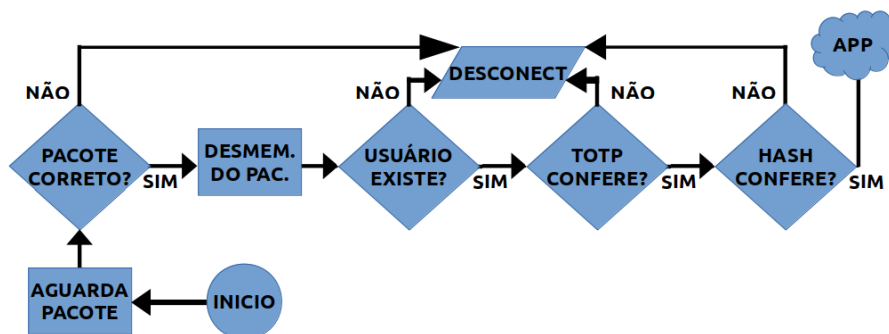 APP
DESCONECT
NÃO
NÃO
NÃO
NÃO
PACOTE
CORRETO?
SIM
DESMEM.
DO PAC.
USUÁRIO
EXISTE?
SIM
TOTP
CONFERE?
SIM
HASH
CONFERE?
SIM
AGUARDA
PACOTE
INICIO